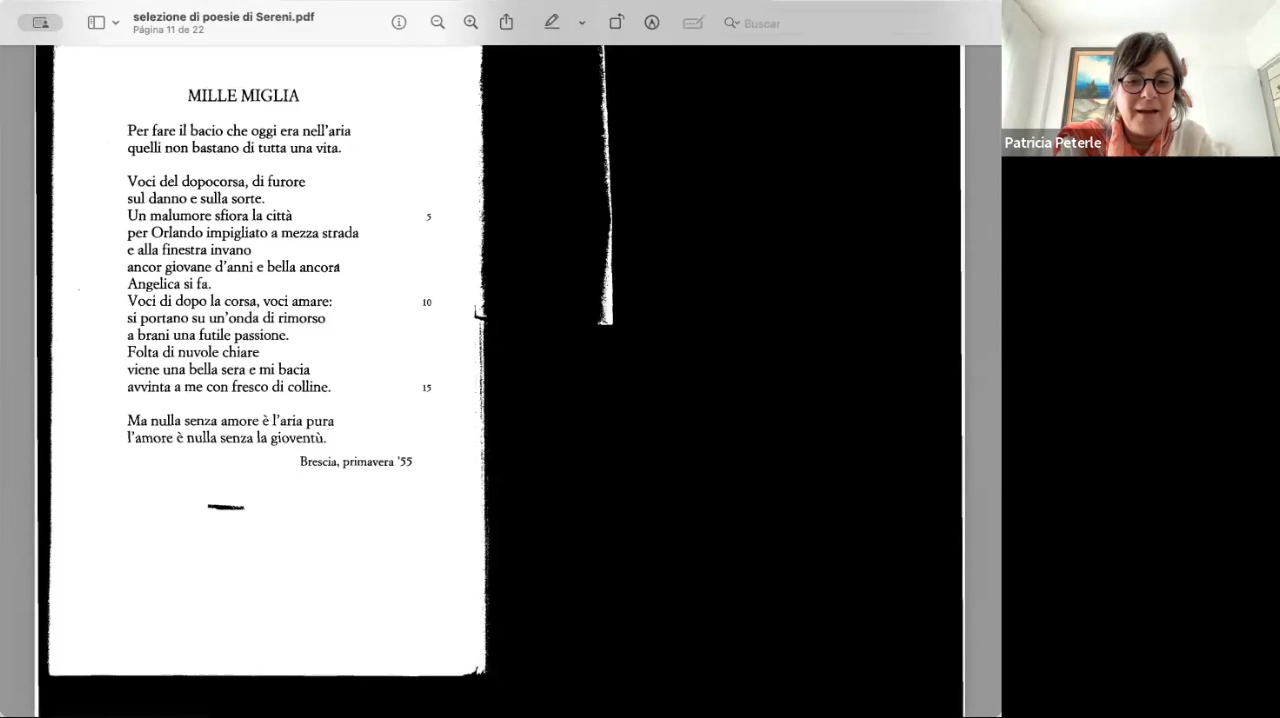 selezione di poesie di Sereni.pdf
Página 11 de 22
Buscar
MILLE MIGLIA
Per fare il bacio che oggi era nell'aria
quelli non bastano di tutta una vita.
Voci del dopocorsa, di furore
sul danno e sulla sorte.
Un malumore sfiora la città 5
per Orlando impigliato a mezza strada
e alla finestra invano
ancor giovane d'anni e bella ancora
Angelica si fa.
Voci di dopo la corsa, voci amare: 10
si portano su un'onda di rimorso
a brani una futile passione.
Folta di nuvole chiare
viene una bella sera e mi bacia
avvinta a me con fresco di colline. 15
Ma nulla senza amore è l'aria pura
l'amore è nulla senza la gioventù.
Brescia, primavera '55
Patricia Peterle